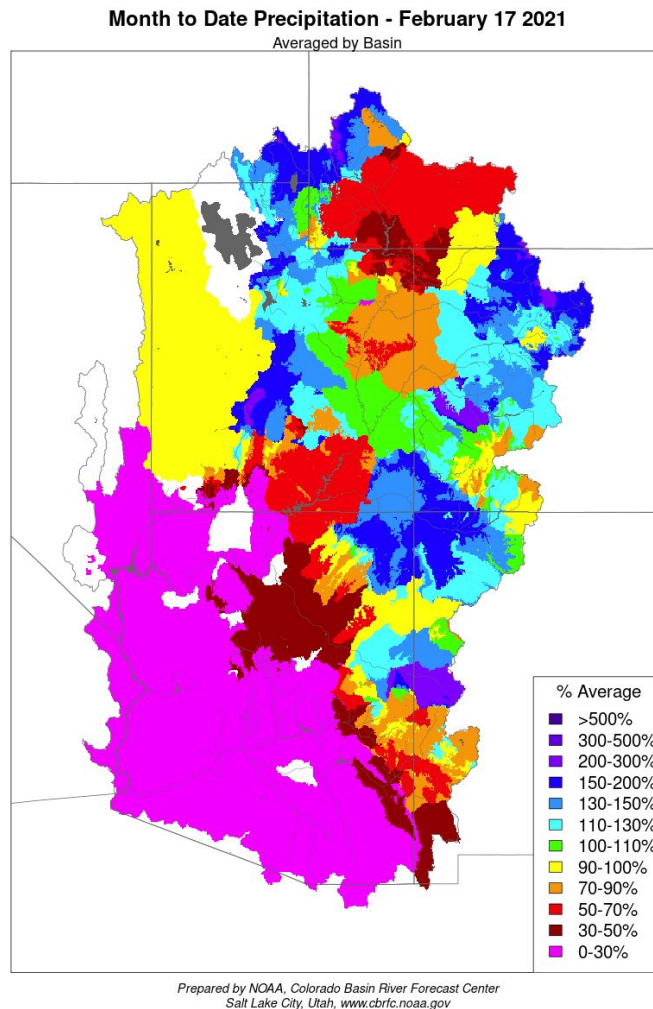 Month to Date Precipitation - February 17 2021
Averaged by Basin
% Average
>500%
300-500%
200-300%
150-200%
130-150%
110-130%
100-110%
90-100%
70-90%
50-70%
30-50%
0-30%
Prepared by NOAA, Colorado Basin River Forecast Center
Salt Lake City, Utah, www.cbrfc.noaa.gov